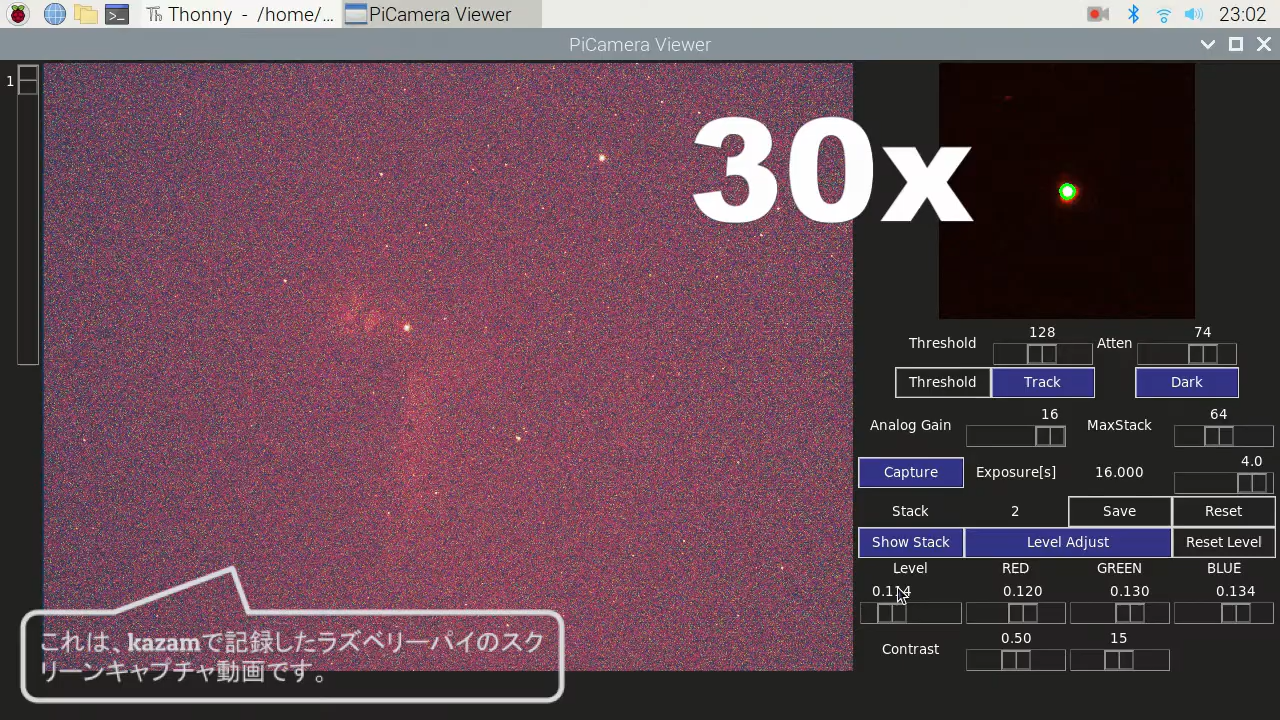 Thonny - /home/...
PiCamera Viewer
23:02
PiCamera Viewer
1
30x
128
74
Threshold
Atten
Threshold
Track
Dark
16
64
Analog Gain
MaxStack
4.0
Capture
Exposure[s]
16.000
Stack
2
Save
Reset
Show Stack
Level Adjust
Reset Level
Level
RED
GREEN
BLUE
0.114
0.120
0.130
0.134
0.50
15
Contrast
これは、kazamで記録したラズベリーパイのスク
リーンキャプチャ動画です。